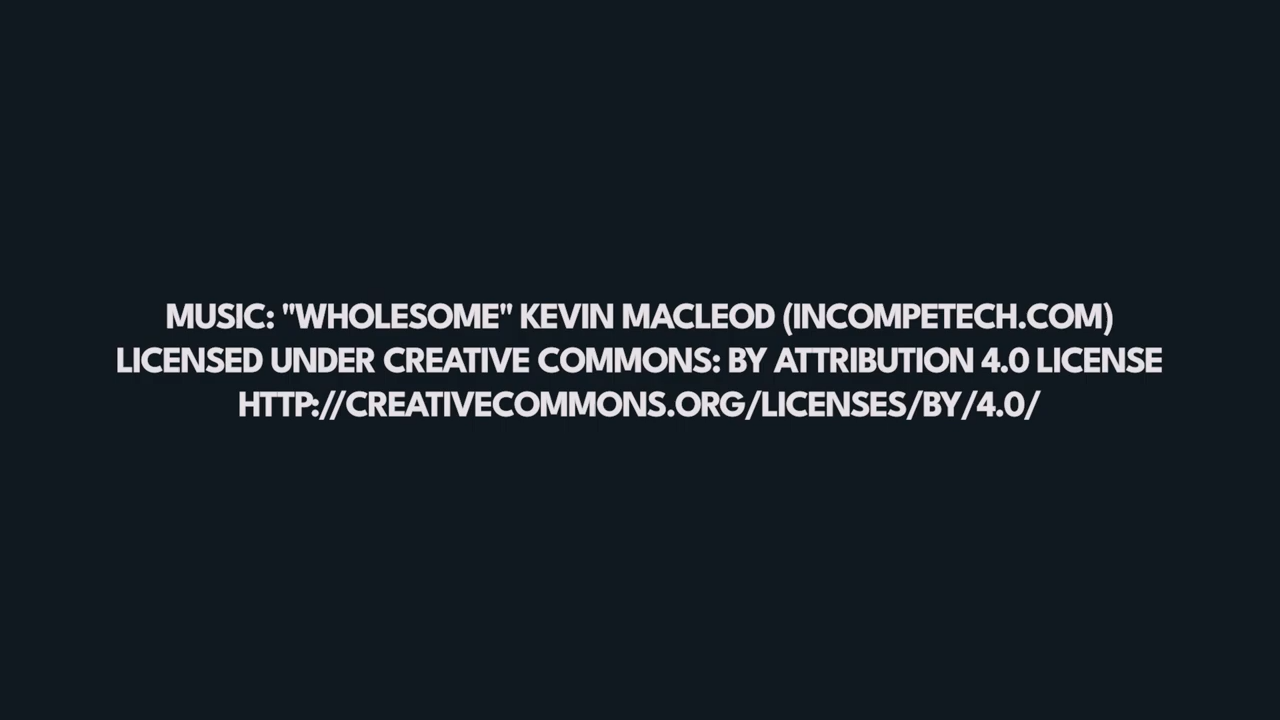 MUSIC: "WHOLESOME" KEVIN MACLEOD (INCOMPETECH.COM)
LICENSED UNDER CREATIVE COMMONS: BY ATTRIBUTION 4.0 LICENSE
HTTP://CREATIVECOMMONS.ORG/LICENSES/BY/4.0/